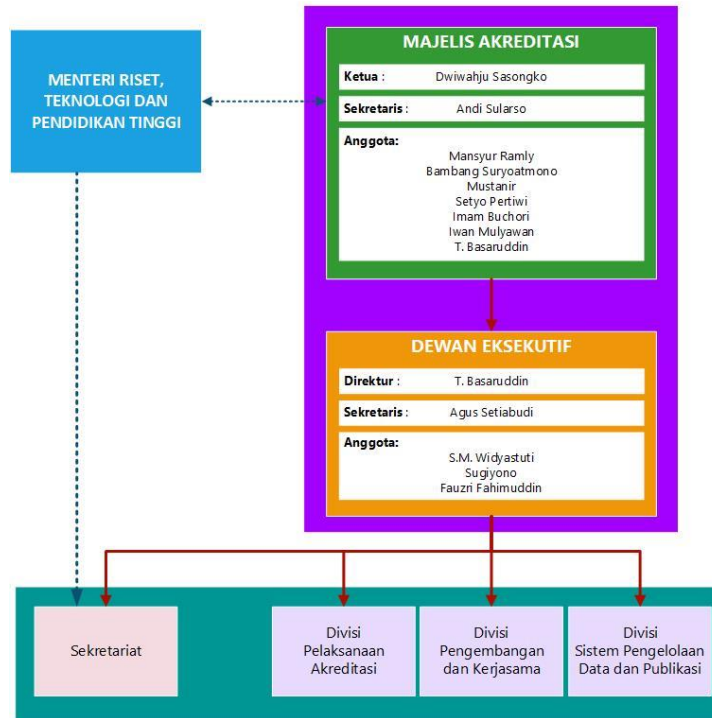 MENTERI RISET,
TEKNOLOGI DAN
PENDIDIKAN TINGGI
MAJELIS AKREDITASI
Ketua : Dwiwahju Sasongko
Sekretaris : Andi Sularso
Anggota:
Mansyur Ramly
Bambang Suryoatmono
Mustanir
Setyo Pertiwi
Imam Buchori
Iwan Mulyawan
T. Basaruddin
DEWAN EKSEKUTIF
Direktur : T. Basaruddin
Sekretaris : Agus Setiabudi
Anggota:
S.M. Widyastuti
Sugiyono
Fauzri Fahimuddin
Sekretariat
Divisi
Pelaksanaan
Akreditasi
Divisi
Pengembangan
dan Kerjasama
Divisi
Sistem Pengelolaan
Data dan Publikasi